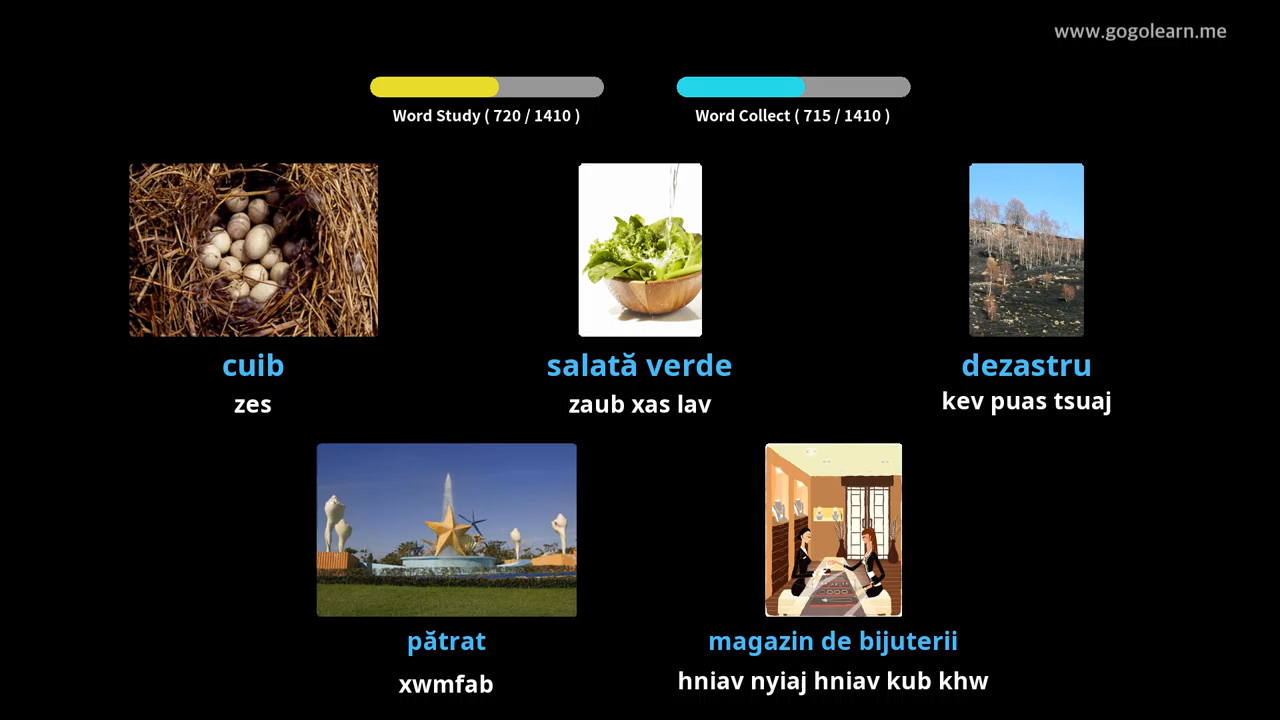 www.gogolearn.me
Word Study ( 720 / 1410 )
Word Collect ( 715 / 1410 )
cuib
zes
salată verde
zaub xas lav
dezastru
kev puas tsuaj
pătrat
xwmfab
magazin de bijuterii
hniav nyiaj hniav kub khw